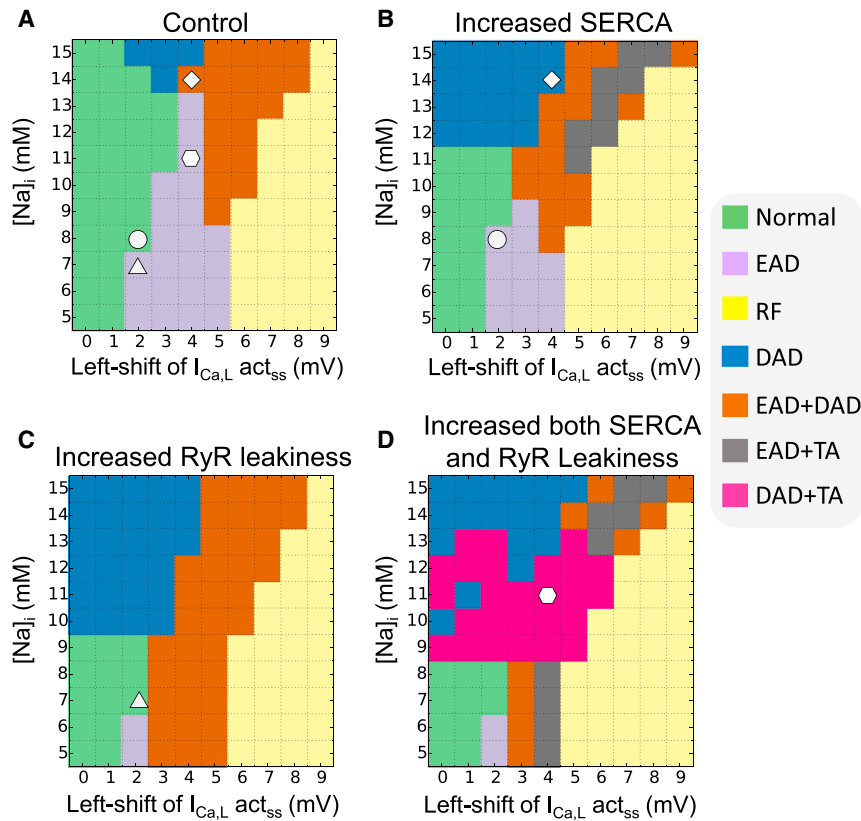 A
Control
15
14
13
12
11
10
9
8
7
6
5
[Na]i (mM)
0 1 2 3 4 5 6 7 8 9
Left-shift of ICa,L actss (mV)
B
Increased SERCA
15
14
13
12
11
10
9
8
7
6
5
[Na]i (mM)
0 1 2 3 4 5 6 7 8 9
Left-shift of ICa,L actss (mV)
C
Increased RyR leakiness
15
14
13
12
11
10
9
8
7
6
5
[Na]i (mM)
0 1 2 3 4 5 6 7 8 9
Left-shift of ICa,L actss (mV)
D
Increased both SERCA
and RyR Leakiness
15
14
13
12
11
10
9
8
7
6
5
[Na]i (mM)
0 1 2 3 4 5 6 7 8 9
Left-shift of ICa,L actss (mV)
Normal
EAD
RF
DAD
EAD+DAD
EAD+TA
DAD+TA